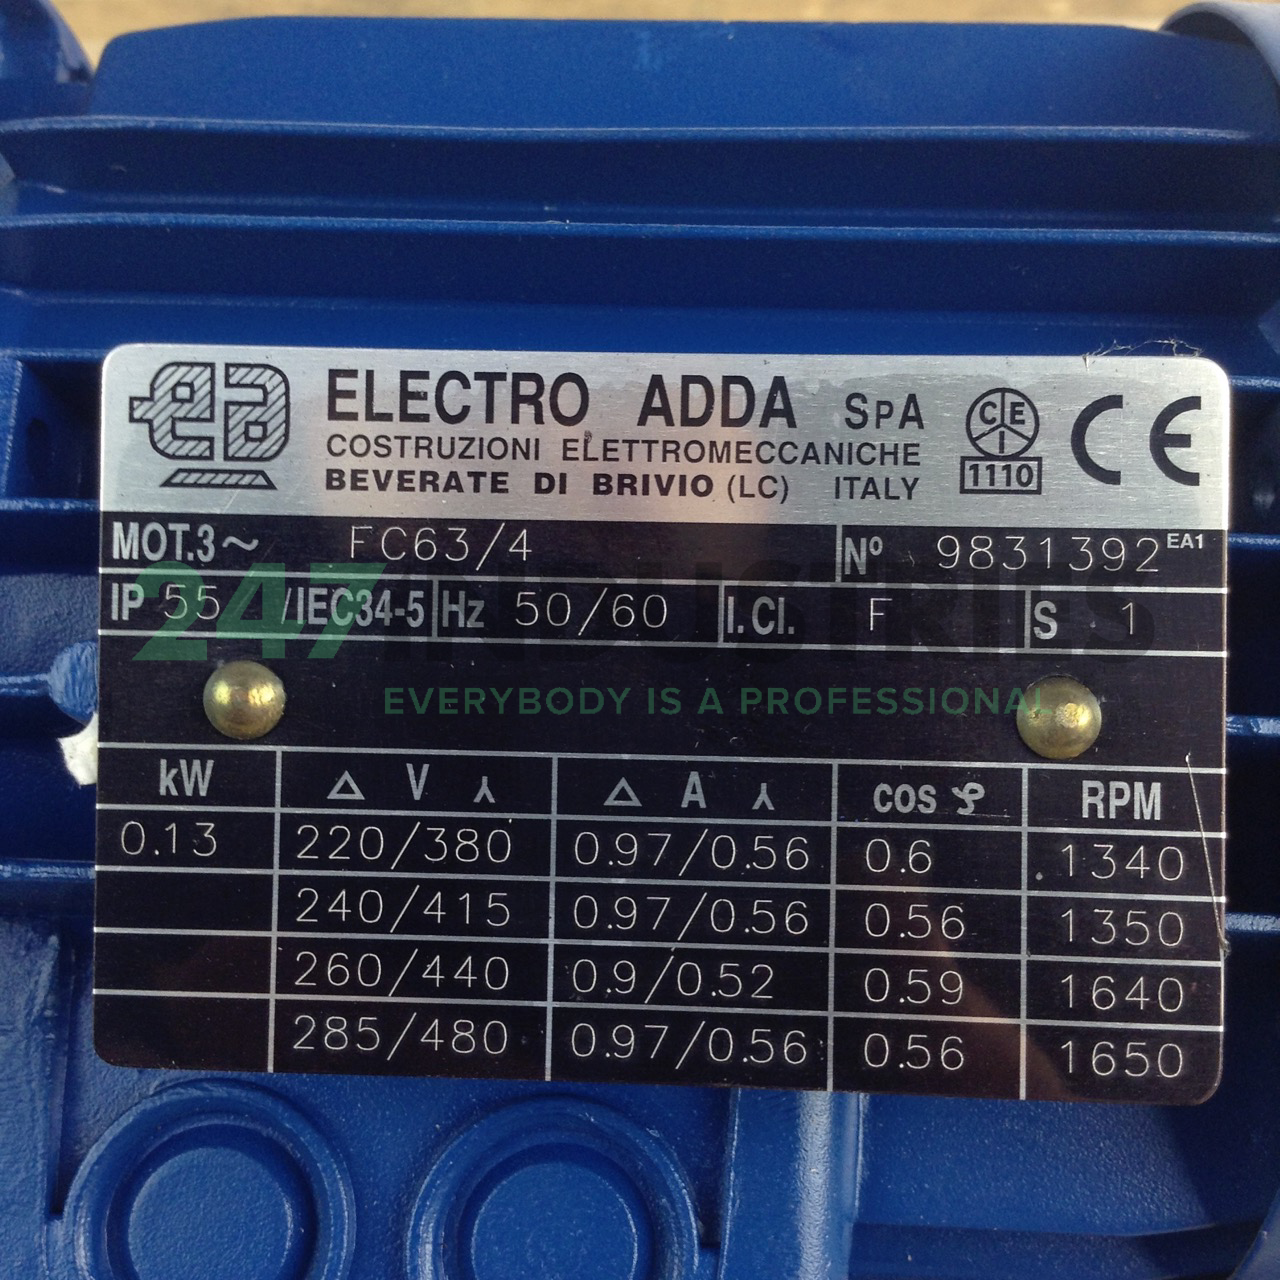 ea ELECTRO ADDA SpA CEI CE
COSTRUZIONI ELETTROMECCANICHE
BEVERATE DI BRIVIO (LC) ITALY 1110
MOT.3~ FC63/4 Nº 9831392 EA1
IP 55 /IEC34-5 Hz 50/60 I.Cl. F S 1
247 INDUSTRIES
EVERYBODY IS A PROFESSIONAL
kW Δ V ⅄ Δ A ⅄ cos φ RPM
0.13 220/380 0.97/0.56 0.6 1340
240/415 0.97/0.56 0.56 1350
260/440 0.9/0.52 0.59 1640
285/480 0.97/0.56 0.56 1650